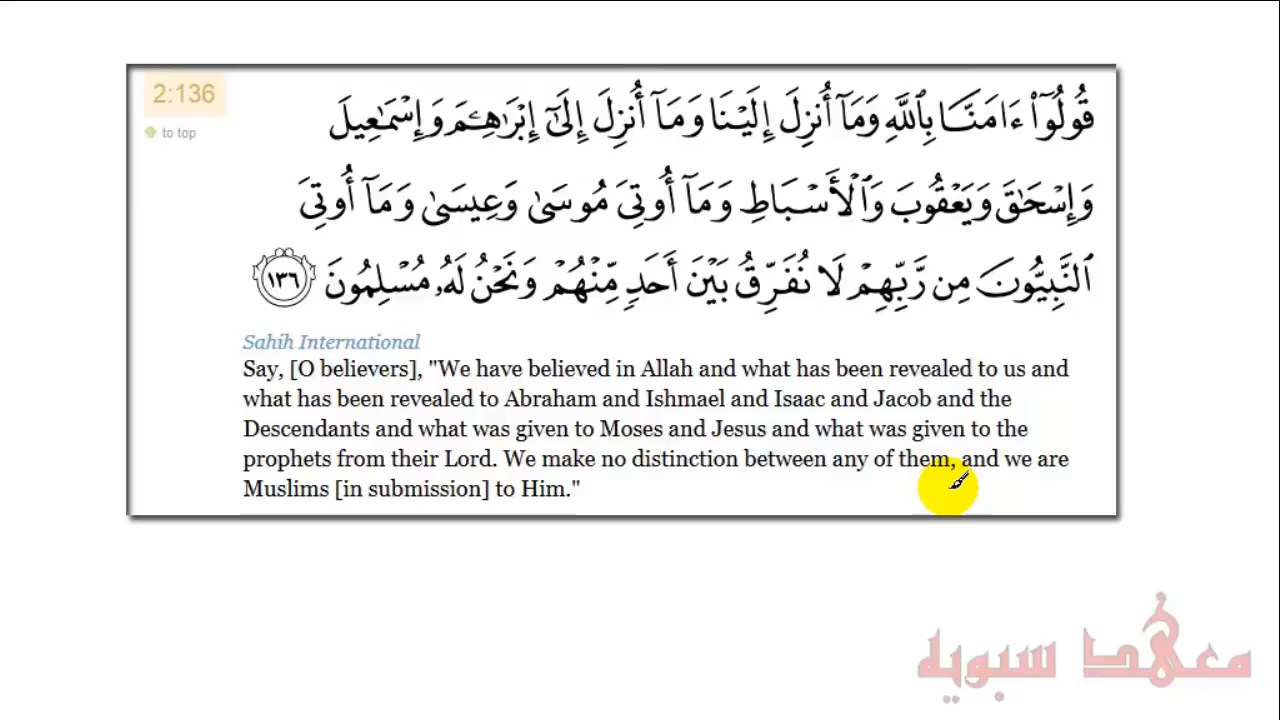 2:136
to top
قُولُوٓا۟ ءَامَنَّا بِٱللَّهِ وَمَآ أُنزِلَ إِلَيْنَا وَمَآ أُنزِلَ إِلَىٰٓ إِبْرَٰهِـۧمَ وَإِسْمَـٰعِيلَ
وَإِسْحَـٰقَ وَيَعْقُوبَ وَٱلْأَسْبَاطِ وَمَآ أُوتِىَ مُوسَىٰ وَعِيسَىٰ وَمَآ أُوتِىَ
ٱلنَّبِيُّونَ مِن رَّبِّهِمْ لَا نُفَرِّقُ بَيْنَ أَحَدٍ مِّنْهُمْ وَنَحْنُ لَهُۥ مُسْلِمُونَ ١٣٦
Sahih International
Say, [O believers], "We have believed in Allah and what has been revealed to us and
what has been revealed to Abraham and Ishmael and Isaac and Jacob and the
Descendants and what was given to Moses and Jesus and what was given to the
prophets from their Lord. We make no distinction between any of them, and we are
Muslims [in submission] to Him."
معهد سبويه